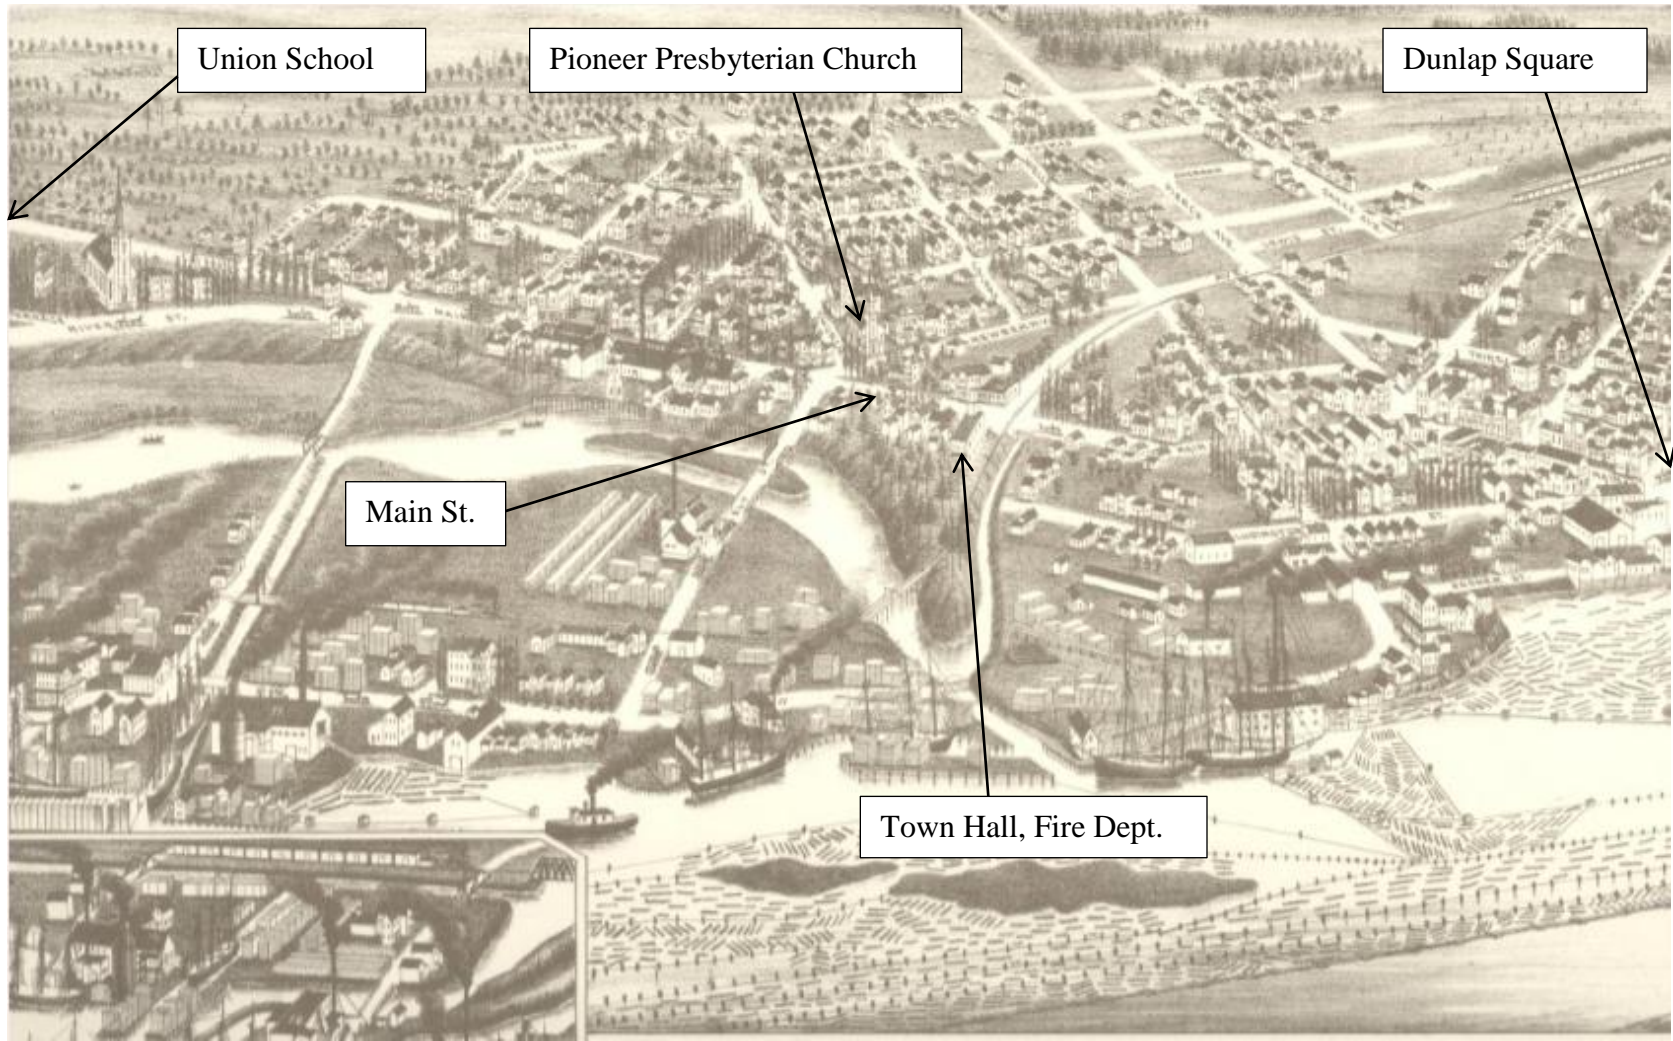 Union School
Pioneer Presbyterian Church
Dunlap Square
Main St.
Town Hall, Fire Dept.